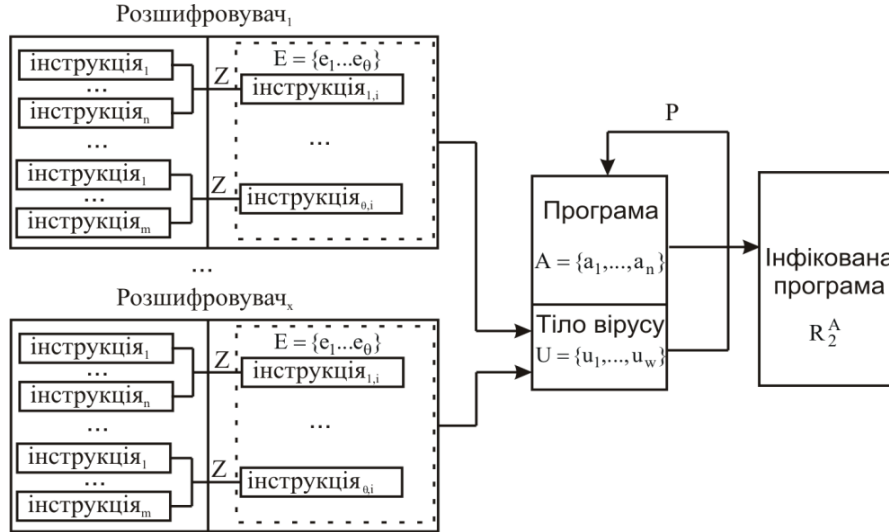 Розшифровувач₁
E = {e₁...e_θ}
інструкція₁
...
інструкціяₙ
Z
інструкція₁,ᵢ
...
...
інструкція₁
...
інструкціяₘ
Z
інструкція_θ,i
...
Розшифровувачₓ
E = {e₁...e_θ}
інструкція₁
...
інструкціяₙ
Z
інструкція₁,ᵢ
...
...
інструкція₁
...
інструкціяₘ
Z
інструкція_θ,i
P
Програма
A = {a₁,...,aₙ}
Тіло вірусу
U = {u₁,...,u_w}
Інфікована
програма
R₂ᴬ